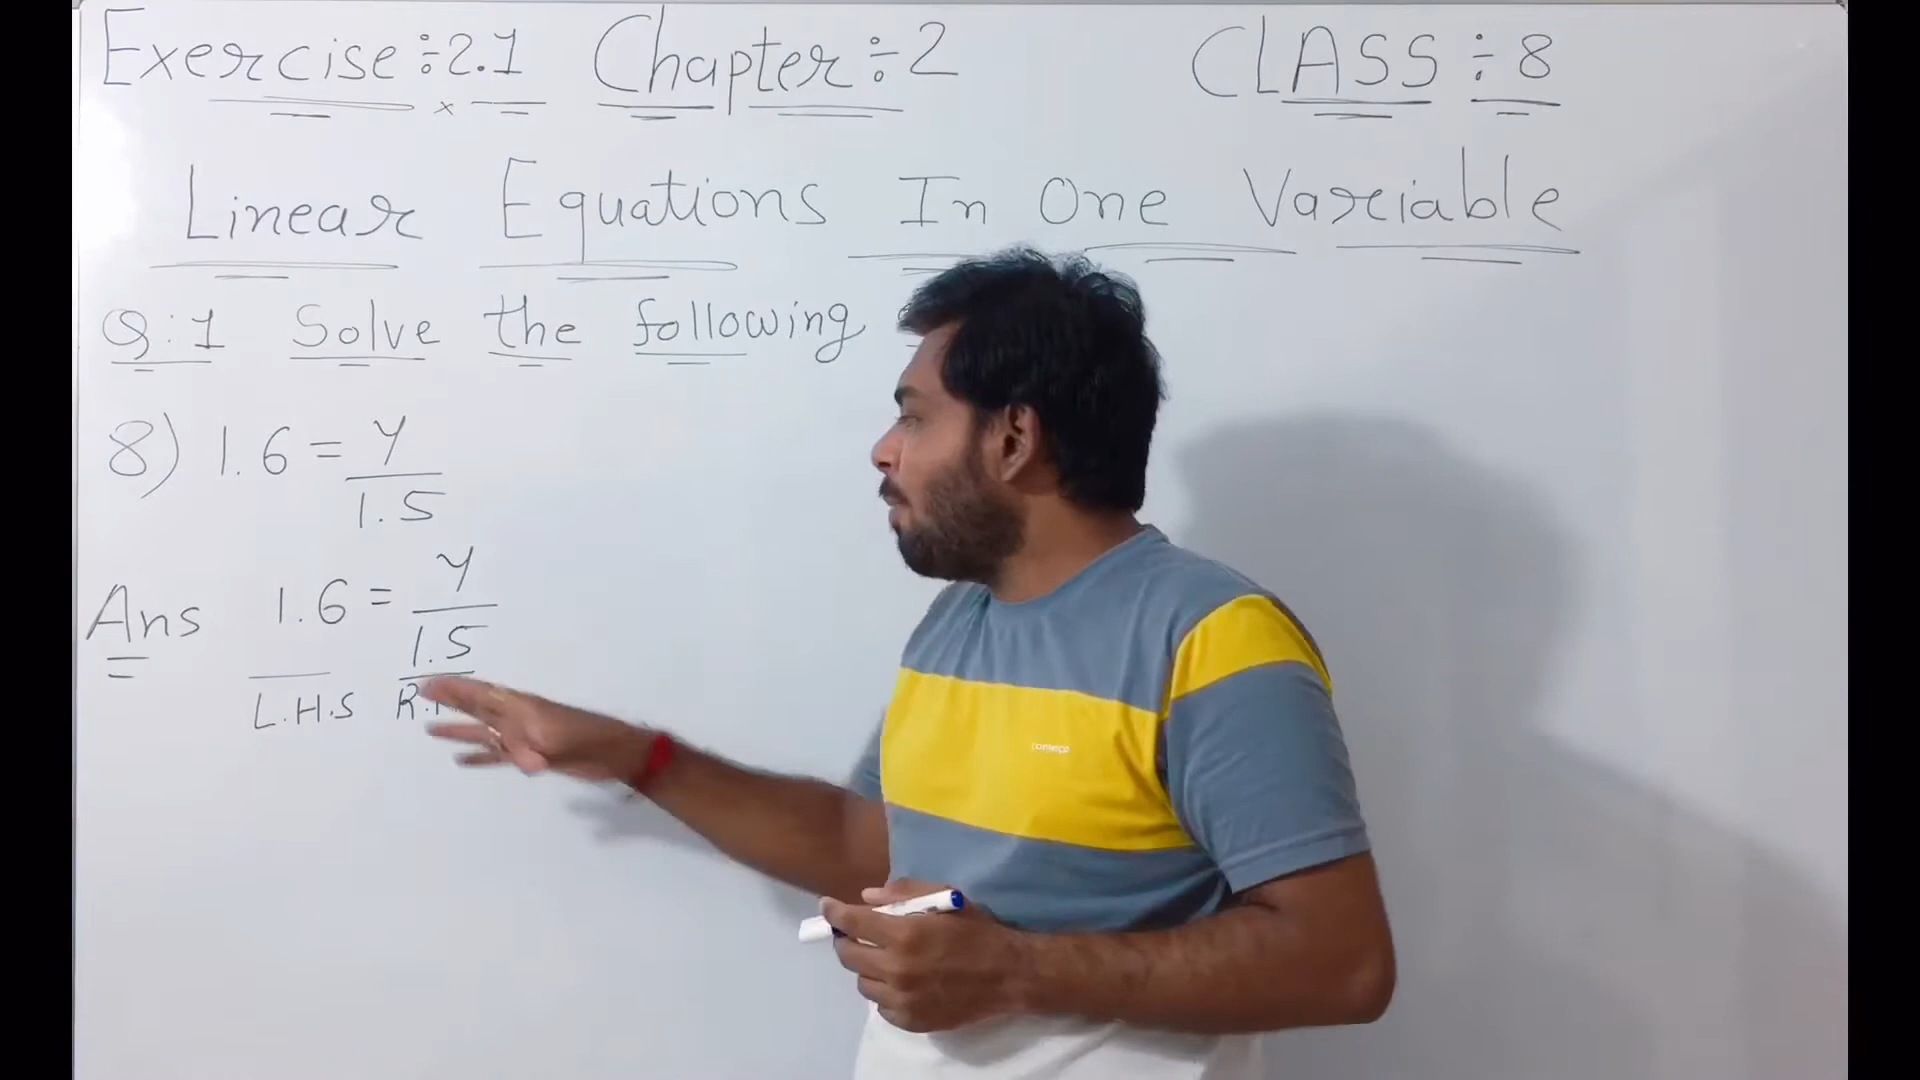 Exercise ÷ 2.1 Chapter ÷ 2 CLASS ÷ 8
Linear Equations In One Variable
Q:1 Solve the following
8) 1.6 = y/1.5
Ans 1.6 = y/1.5
L.H.S